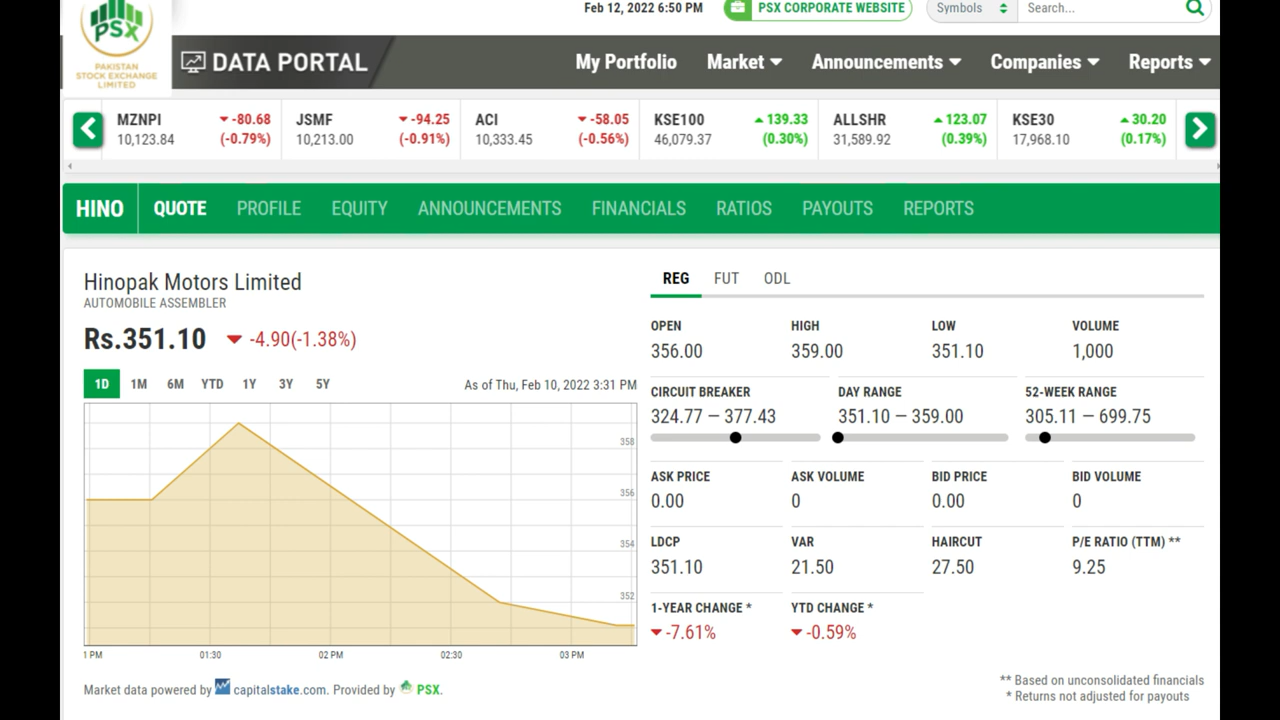 Feb 12, 2022 6:50 PM
PSX CORPORATE WEBSITE
Symbols
Search...
PSX
PAKISTAN
STOCK EXCHANGE
LIMITED
DATA PORTAL
My Portfolio Market Announcements Companies Reports
MZNPI -80.68 JSMF -94.25 ACI -58.05 KSE100 139.33 ALLSHR 123.07 KSE30 30.20
10,123.84 (-0.79%) 10,213.00 (-0.91%) 10,333.45 (-0.56%) 46,079.37 (0.30%) 31,589.92 (0.39%) 17,968.10 (0.17%)
HINO QUOTE PROFILE EQUITY ANNOUNCEMENTS FINANCIALS RATIOS PAYOUTS REPORTS
Hinopak Motors Limited
AUTOMOBILE ASSEMBLER
Rs.351.10 -4.90(-1.38%)
1D 1M 6M YTD 1Y 3Y 5Y As of Thu, Feb 10, 2022 3:31 PM
358
356
354
352
1 PM 01:30 02 PM 02:30 03 PM
Market data powered by capitalstake.com. Provided by PSX.
REG FUT ODL
OPEN HIGH LOW VOLUME
356.00 359.00 351.10 1,000
CIRCUIT BREAKER DAY RANGE 52-WEEK RANGE
324.77 — 377.43 351.10 — 359.00 305.11 — 699.75
ASK PRICE ASK VOLUME BID PRICE BID VOLUME
0.00 0 0.00 0
LDCP VAR HAIRCUT P/E RATIO (TTM) **
351.10 21.50 27.50 9.25
1-YEAR CHANGE * YTD CHANGE *
-7.61% -0.59%
** Based on unconsolidated financials
* Returns not adjusted for payouts